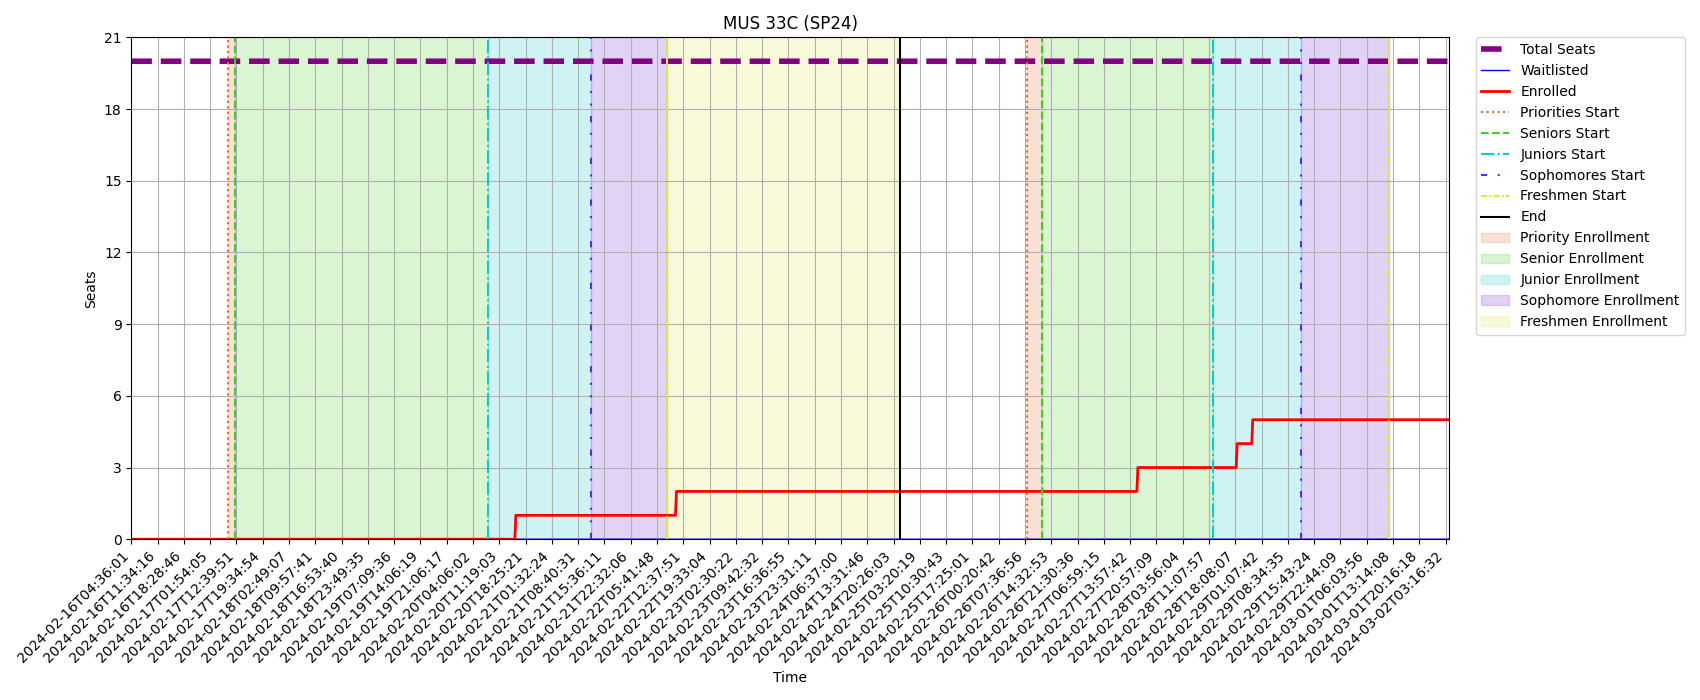 MUS 33C (SP24)
Seats
21
18
15
12
9
6
3
0
2024-02-16T04:36:01
2024-02-16T11:34:16
2024-02-16T18:28:46
2024-02-17T01:54:05
2024-02-17T12:39:51
2024-02-17T19:34:54
2024-02-18T02:49:07
2024-02-18T09:57:41
2024-02-18T16:53:40
2024-02-18T23:49:35
2024-02-19T07:09:36
2024-02-19T14:06:19
2024-02-19T21:06:17
2024-02-20T04:06:02
2024-02-20T11:19:03
2024-02-20T18:25:21
2024-02-21T01:32:24
2024-02-21T08:40:31
2024-02-21T15:36:11
2024-02-21T22:32:06
2024-02-22T05:41:48
2024-02-22T12:37:51
2024-02-22T19:33:04
2024-02-23T02:30:22
2024-02-23T09:42:32
2024-02-23T16:36:55
2024-02-23T23:31:11
2024-02-24T06:37:00
2024-02-24T13:31:46
2024-02-24T20:26:03
2024-02-25T03:20:19
2024-02-25T10:30:43
2024-02-25T17:25:01
2024-02-26T00:20:42
2024-02-26T07:36:56
2024-02-26T14:32:53
2024-02-26T21:30:36
2024-02-27T06:59:15
2024-02-27T13:57:42
2024-02-27T20:57:09
2024-02-28T03:56:04
2024-02-28T11:07:57
2024-02-28T18:08:07
2024-02-29T01:07:42
2024-02-29T08:34:35
2024-02-29T15:43:24
2024-02-29T22:44:09
2024-03-01T06:03:56
2024-03-01T13:14:08
2024-03-01T20:16:18
2024-03-02T03:16:32
Time
Total Seats
Waitlisted
Enrolled
Priorities Start
Seniors Start
Juniors Start
Sophomores Start
Freshmen Start
End
Priority Enrollment
Senior Enrollment
Junior Enrollment
Sophomore Enrollment
Freshmen Enrollment